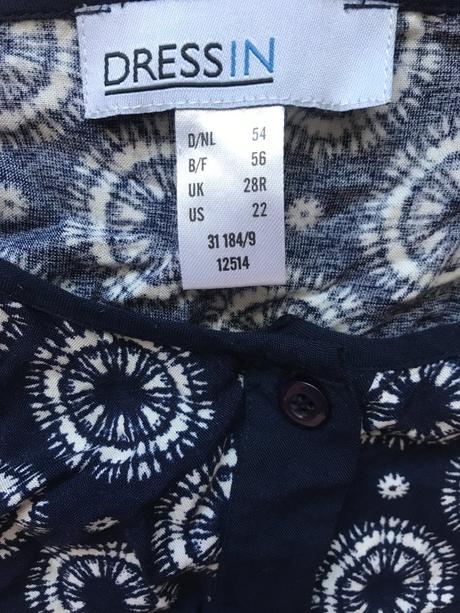 DRESSIN
D/NL 54
B/F 56
UK 28R
US 22
31 184/9
12514